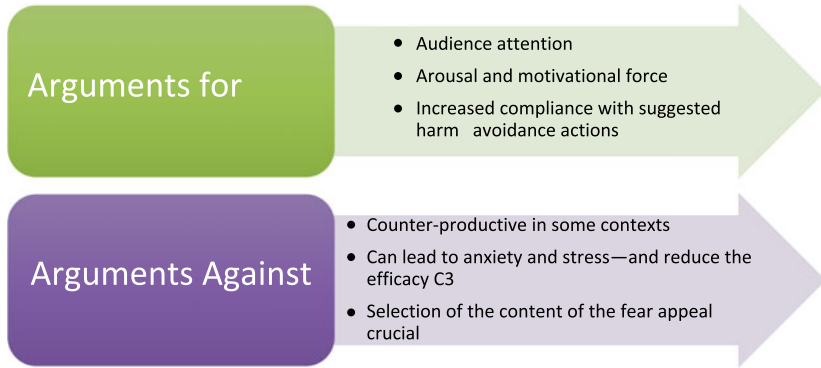 Arguments for
• Audience attention
• Arousal and motivational force
• Increased compliance with suggested
harm avoidance actions
Arguments Against
• Counter-productive in some contexts
• Can lead to anxiety and stress—and reduce the
efficacy C3
• Selection of the content of the fear appeal
crucial